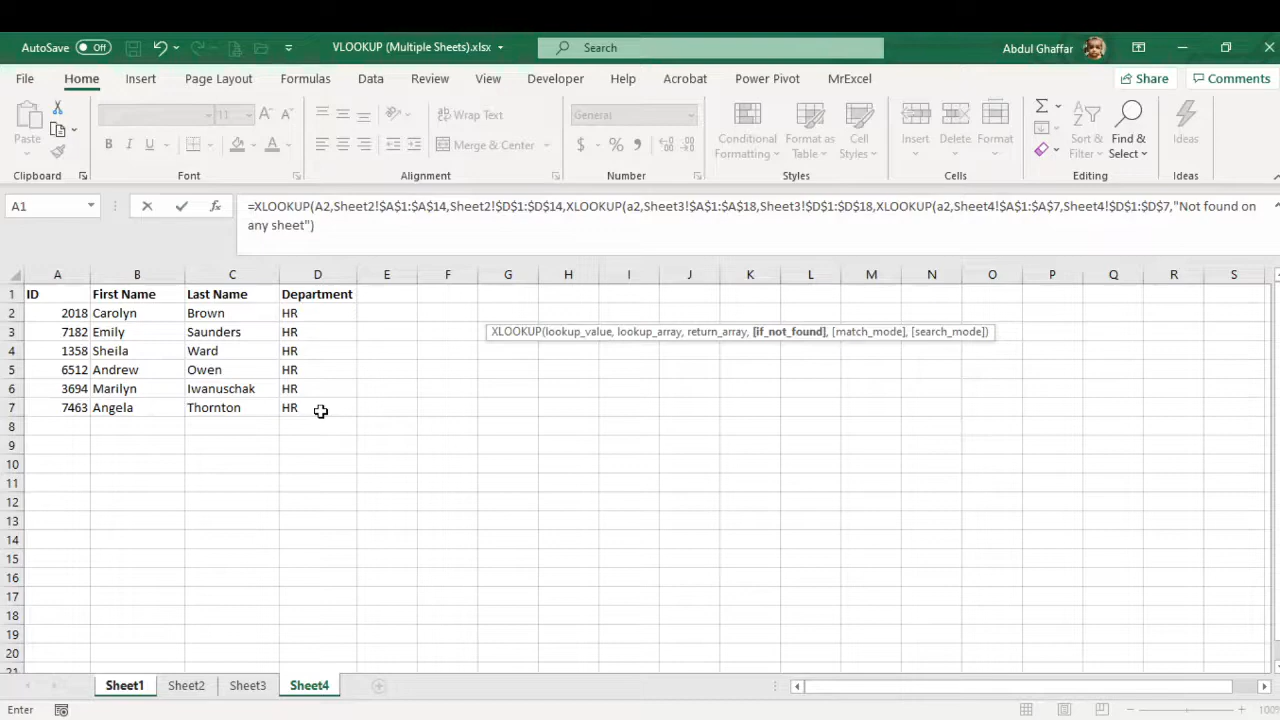 AutoSave Off VLOOKUP (Multiple Sheets).xlsx Search Abdul Ghaffar
File Home Insert Page Layout Formulas Data Review View Developer Help Acrobat Power Pivot MrExcel Share Comments
Paste 11 A A Wrap Text General Conditional Formatting Format as Table Cell Styles Insert Delete Format Sort & Filter Find & Select Ideas
B I U A Merge & Center $ %
Clipboard Font Alignment Number Styles Cells Editing Ideas
A1 fx =XLOOKUP(A2,Sheet2!$A$1:$A$14,Sheet2!$D$1:$D$14,XLOOKUP(a2,Sheet3!$A$1:$A$18,Sheet3!$D$1:$D$18,XLOOKUP(a2,Sheet4!$A$1:$A$7,Sheet4!$D$1:$D$7,"Not found on
any sheet")
A B C D E F G H I J K L M N O P Q R S
1 ID First Name Last Name Department
2 2018 Carolyn Brown HR
3 7182 Emily Saunders HR
XLOOKUP(lookup_value, lookup_array, return_array, [if_not_found], [match_mode], [search_mode])
4 1358 Sheila Ward HR
5 6512 Andrew Owen HR
6 3694 Marilyn Iwanuschak HR
7 7463 Angela Thornton HR
8
9
10
11
12
13
14
15
16
17
18
19
20
21
Sheet1 Sheet2 Sheet3 Sheet4
Enter 100%